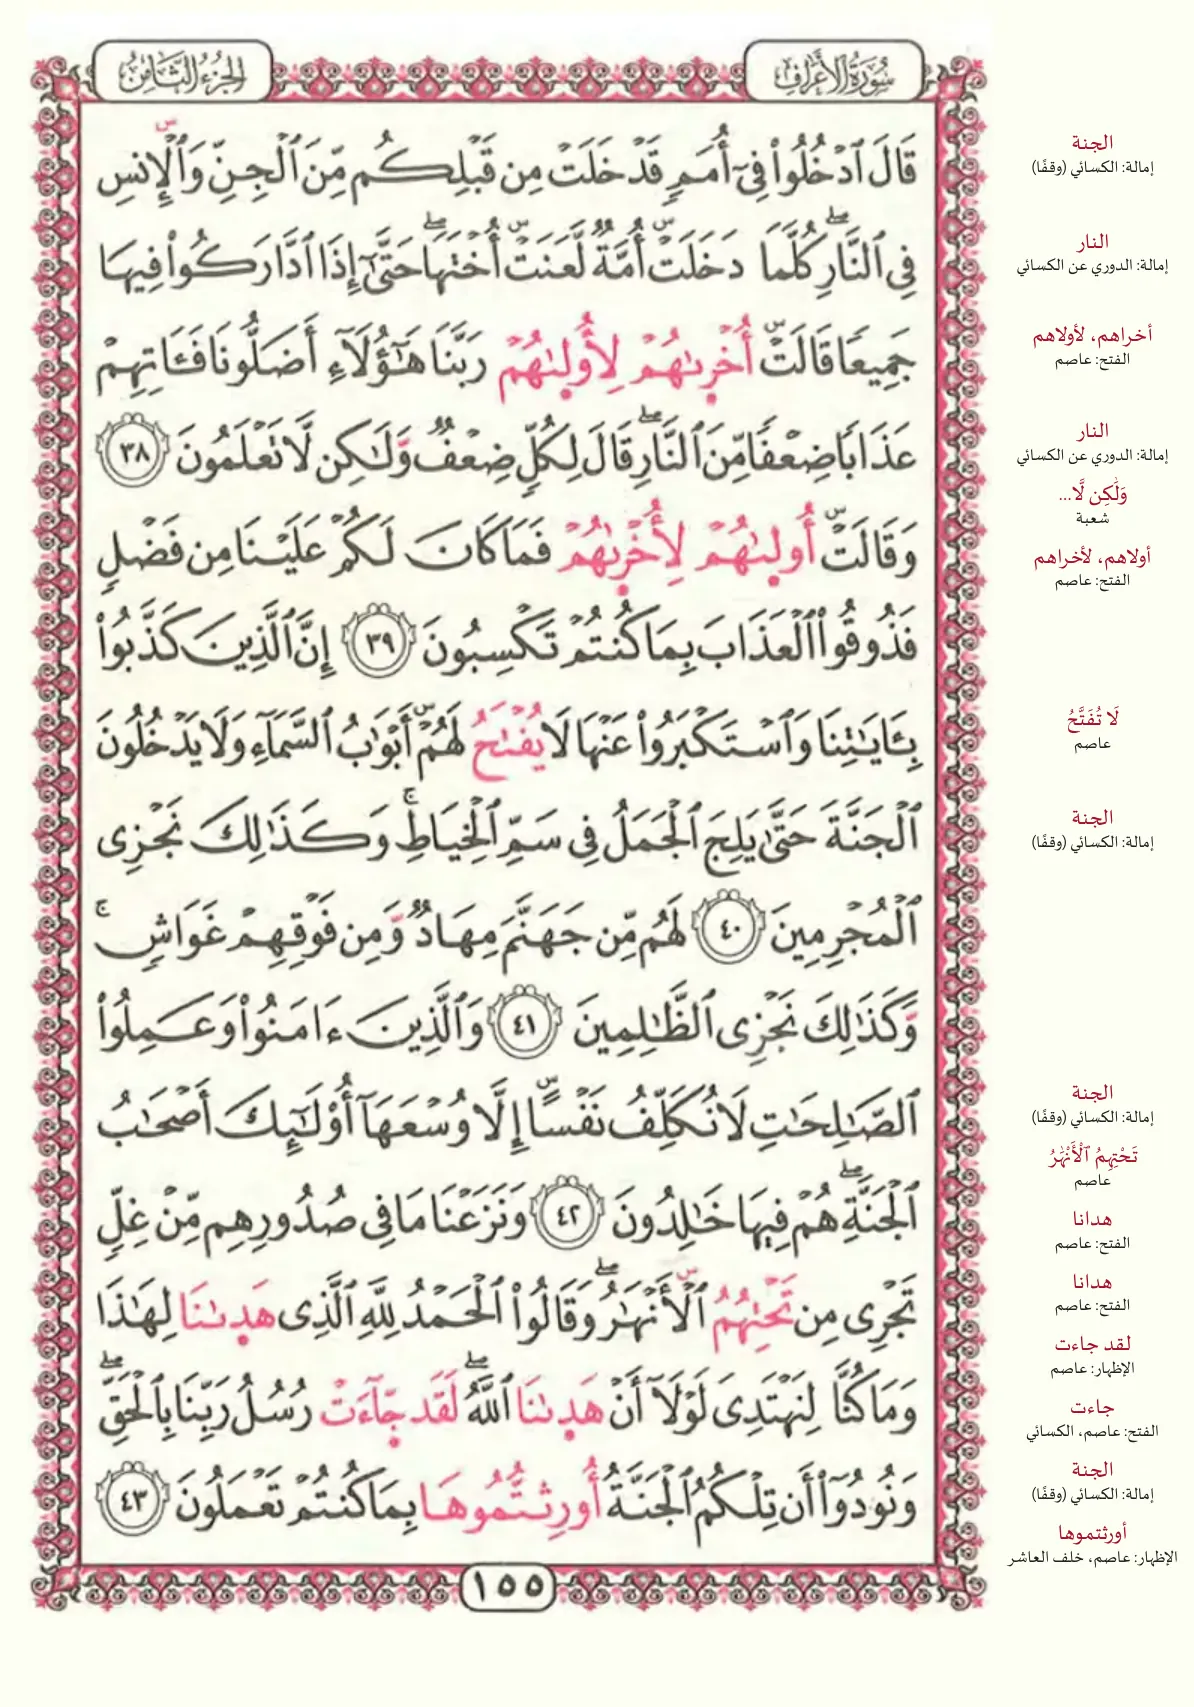 سُورَةُ الأَعْرَافِ
الجُزْءُ الثَّامِنُ
قَالَ ٱدْخُلُوا۟ فِىٓ أُمَمٍ قَدْ خَلَتْ مِن قَبْلِكُم مِّنَ ٱلْجِنِّ وَٱلْإِنسِ
فِى ٱلنَّارِ ۖ كُلَّمَا دَخَلَتْ أُمَّةٌ لَّعَنَتْ أُخْتَهَا ۖ حَتَّىٰٓ إِذَا ٱدَّارَكُوا۟ فِيهَا
جَمِيعًا قَالَتْ أُخْرِىٰهُمْ لِأُولِىٰهُمْ رَبَّنَا هَٰٓؤُلَآءِ أَضَلُّونَا فَـَٔاتِهِمْ
عَذَابًا ضِعْفًا مِّنَ ٱلنَّارِ ۖ قَالَ لِكُلٍّ ضِعْفٌ وَلَٰكِن لَّا تَعْلَمُونَ ٣٨
وَقَالَتْ أُولِىٰهُمْ لِأُخْرِىٰهُمْ فَمَا كَانَ لَكُمْ عَلَيْنَا مِن فَضْلٍ
فَذُوقُوا۟ ٱلْعَذَابَ بِمَا كُنتُمْ تَكْسِبُونَ ٣٩ إِنَّ ٱلَّذِينَ كَذَّبُوا۟
بِـَٔايَٰتِنَا وَٱسْتَكْبَرُوا۟ عَنْهَا لَا يُفْتَحُ لَهُمْ أَبْوَٰبُ ٱلسَّمَآءِ وَلَا يَدْخُلُونَ
ٱلْجَنَّةَ حَتَّىٰ يَلِجَ ٱلْجَمَلُ فِى سَمِّ ٱلْخِيَاطِ ۚ وَكَذَٰلِكَ نَجْزِى
ٱلْمُجْرِمِينَ ٤٠ لَهُم مِّن جَهَنَّمَ مِهَادٌ وَمِن فَوْقِهِمْ غَوَاشٍ ۚ
وَكَذَٰلِكَ نَجْزِى ٱلظَّٰلِمِينَ ٤١ وَٱلَّذِينَ ءَامَنُوا۟ وَعَمِلُوا۟
ٱلصَّٰلِحَٰتِ لَا نُكَلِّفُ نَفْسًا إِلَّا وُسْعَهَآ أُو۟لَٰٓئِكَ أَصْحَٰبُ
ٱلْجَنَّةِ ۖ هُمْ فِيهَا خَٰلِدُونَ ٤٢ وَنَزَعْنَا مَا فِى صُدُورِهِم مِّنْ غِلٍّ
تَجْرِى مِن تَحْتِهُمُ ٱلْأَنْهَٰرُ ۖ وَقَالُوا۟ ٱلْحَمْدُ لِلَّهِ ٱلَّذِى هَدِىٰنَا لِهَٰذَا
وَمَا كُنَّا لِنَهْتَدِىَ لَوْلَآ أَنْ هَدِىٰنَا ٱللَّهُ ۖ لَقَد جَّآءَتْ رُسُلُ رَبِّنَا بِٱلْحَقِّ ۖ
وَنُودُوٓا۟ أَن تِلْكُمُ ٱلْجَنَّةُ أُورِثتُّمُوهَا بِمَا كُنتُمْ تَعْمَلُونَ ٤٣
١٥٥
الجنة
إمالة: الكسائي (وقفًا)
النار
إمالة: الدوري عن الكسائي
أخراهم، لأولاهم
الفتح: عاصم
النار
إمالة: الدوري عن الكسائي
وَلَٰكِن لَّا...
شعبة
أولاهم، لأخراهم
الفتح: عاصم
لَا تُفَتَّحُ
عاصم
الجنة
إمالة: الكسائي (وقفًا)
الجنة
إمالة: الكسائي (وقفًا)
تَحْتِهِمُ ٱلْأَنْهَٰرُ
عاصم
هدانا
الفتح: عاصم
هدانا
الفتح: عاصم
لقد جاءت
الإظهار: عاصم
جاءت
الفتح: عاصم، الكسائي
الجنة
إمالة: الكسائي (وقفًا)
أورثتموها
الإظهار: عاصم، خلف العاشر